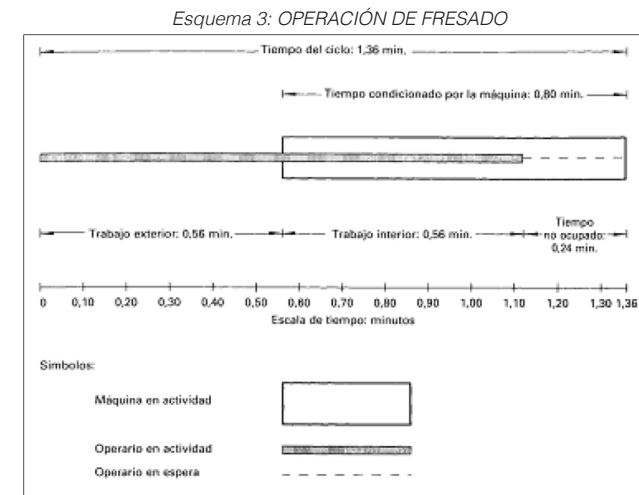 Esquema 3: OPERACIÓN DE FRESADO
Tiempo del ciclo: 1,36 min.
Tiempo condicionado por la máquina: 0,80 min.
Trabajo exterior: 0,56 min.
Trabajo interior: 0,56 min.
Tiempo
no ocupado:
0,24 min.
0 0,10 0,20 0,30 0,40 0,50 0,60 0,70 0,80 0,90 1,00 1,10 1,20 1,30 1,36
Escala de tiempo: minutos
Símbolos:
Máquina en actividad
Operario en actividad
Operario en espera